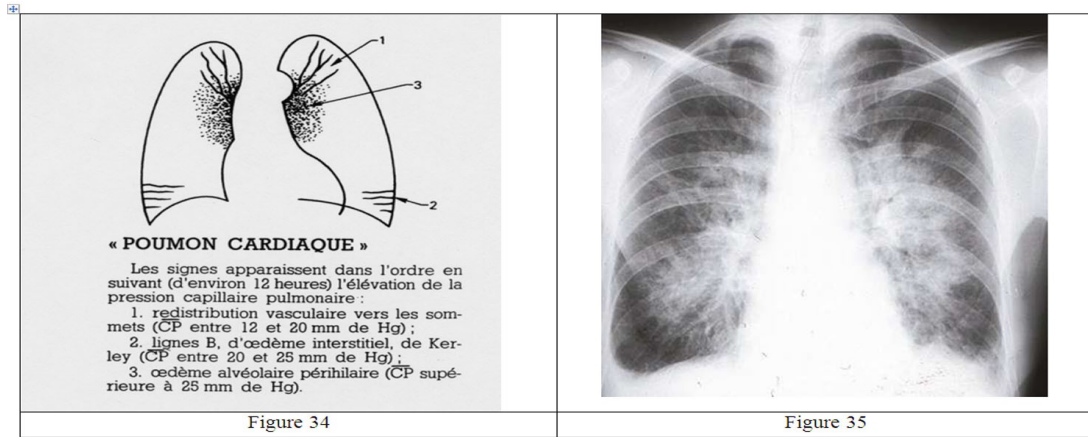 1
3
2
« POUMON CARDIAQUE »
Les signes apparaissent dans l'ordre en
suivant (d'environ 12 heures) l'élévation de la
pression capillaire pulmonaire :
1. redistribution vasculaire vers les som-
mets (CP entre 12 et 20 mm de Hg) ;
2. lignes B, d'œdème interstitiel, de Ker-
ley (CP entre 20 et 25 mm de Hg) ;
3. œdème alvéolaire périhilaire (CP supé-
rieure à 25 mm de Hg).
Figure 34
Figure 35